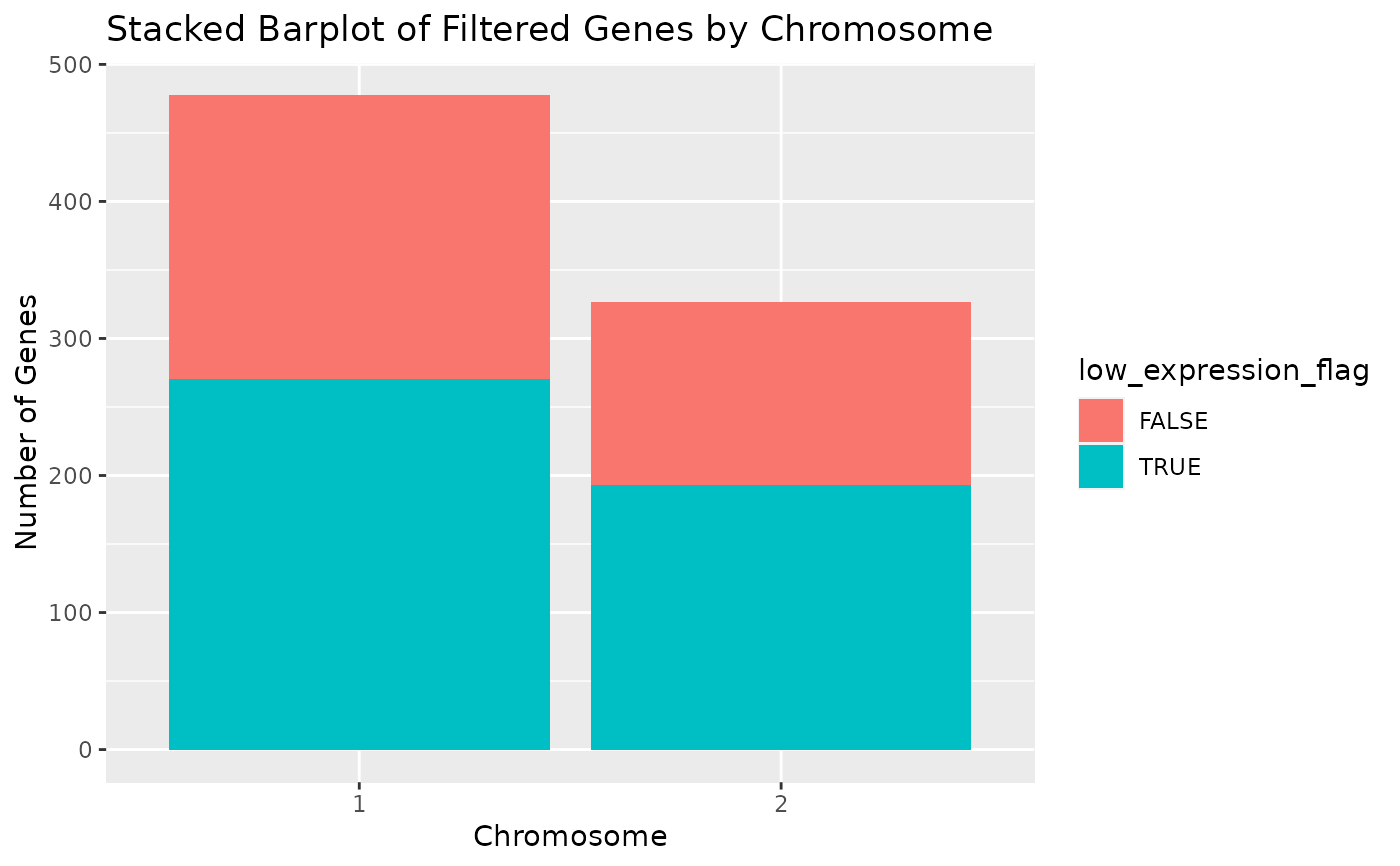 Stacked Barplot of Filtered Genes by Chromosome
500
400
300
200
100
0
Number of Genes
1 2
Chromosome
low_expression_flag
FALSE
TRUE